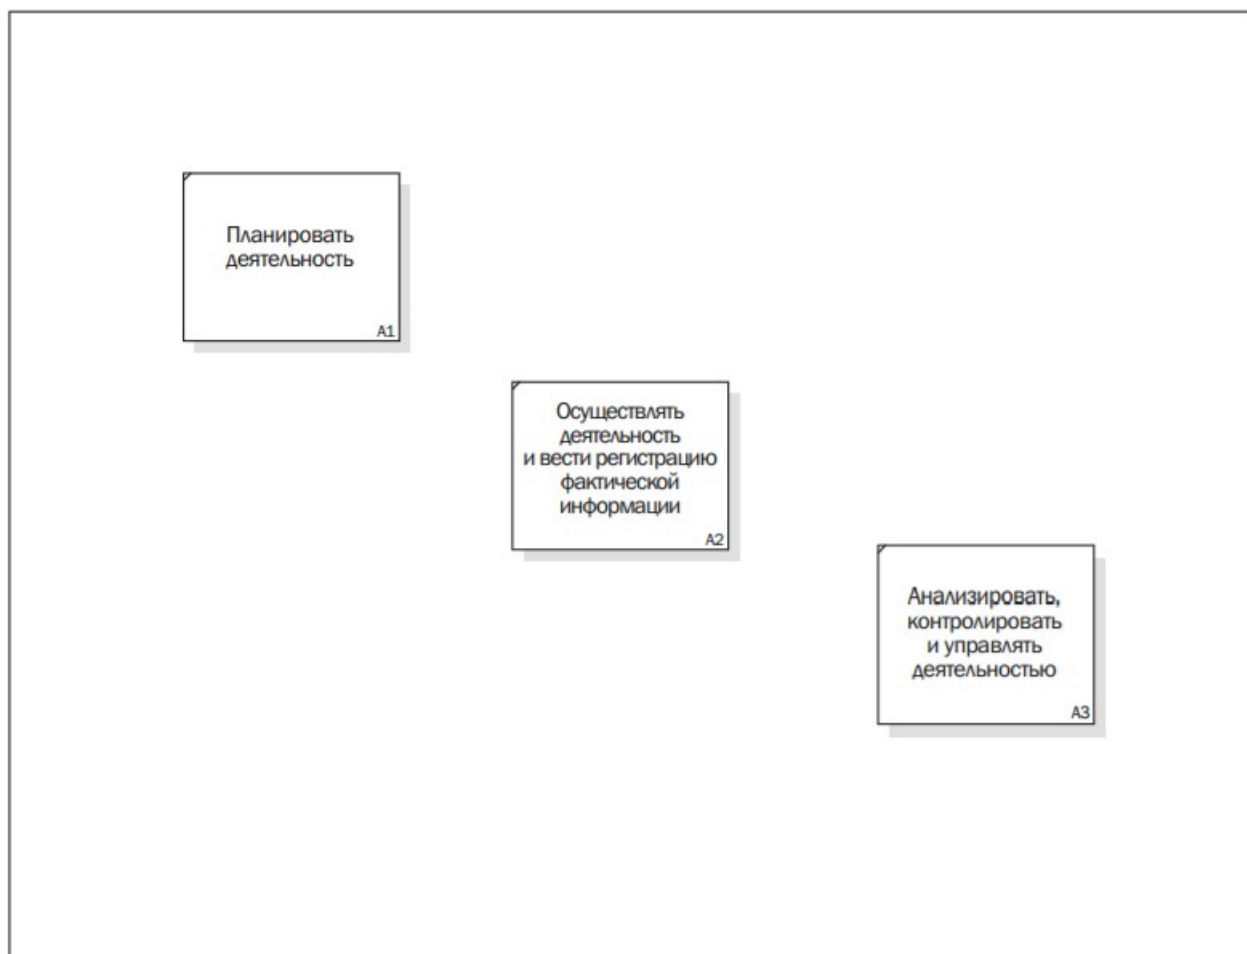 Планировать
деятельность
A1
Осуществлять
деятельность
и вести регистрацию
фактической
информации
A2
Анализировать,
контролировать
и управлять
деятельностью
A3